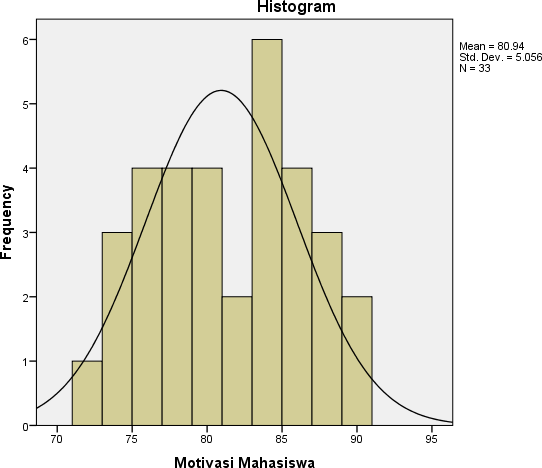 Histogram
Mean = 80.94
Std. Dev. = 5.056
N = 33
Frequency
6
5
4
3
2
1
0
70 75 80 85 90 95
Motivasi Mahasiswa